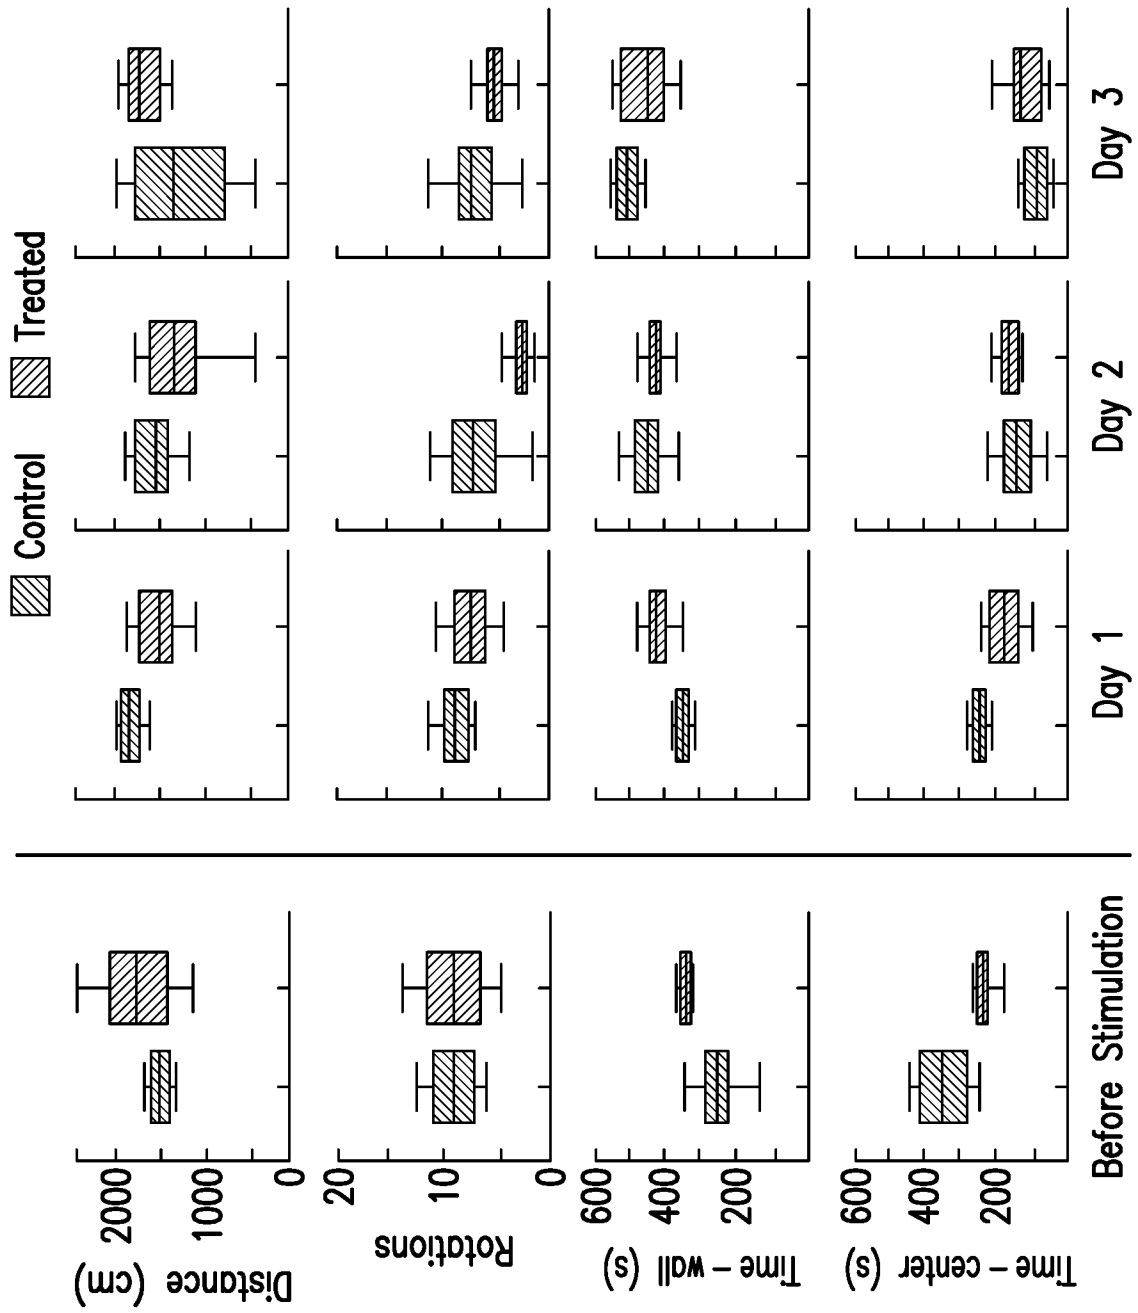 Control Treated
Distance
(cm)
2000
1000
0
Rotations
20
10
0
Time – wall (s)
600
400
200
Time – center (s)
600
400
200
Before Stimulation Day 1 Day 2 Day 3